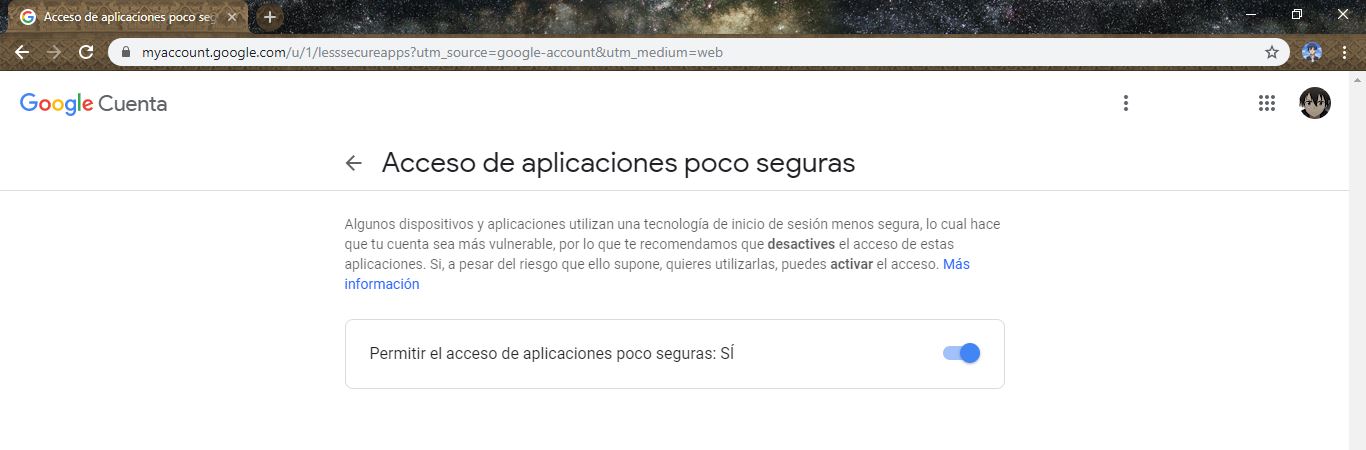 Acceso de aplicaciones poco seg
myaccount.google.com/u/1/lesssecureapps?utm_source=google-account&utm_medium=web
Google Cuenta
Acceso de aplicaciones poco seguras
Algunos dispositivos y aplicaciones utilizan una tecnología de inicio de sesión menos segura, lo cual hace
que tu cuenta sea más vulnerable, por lo que te recomendamos que desactives el acceso de estas
aplicaciones. Si, a pesar del riesgo que ello supone, quieres utilizarlas, puedes activar el acceso. Más
información
Permitir el acceso de aplicaciones poco seguras: SÍ